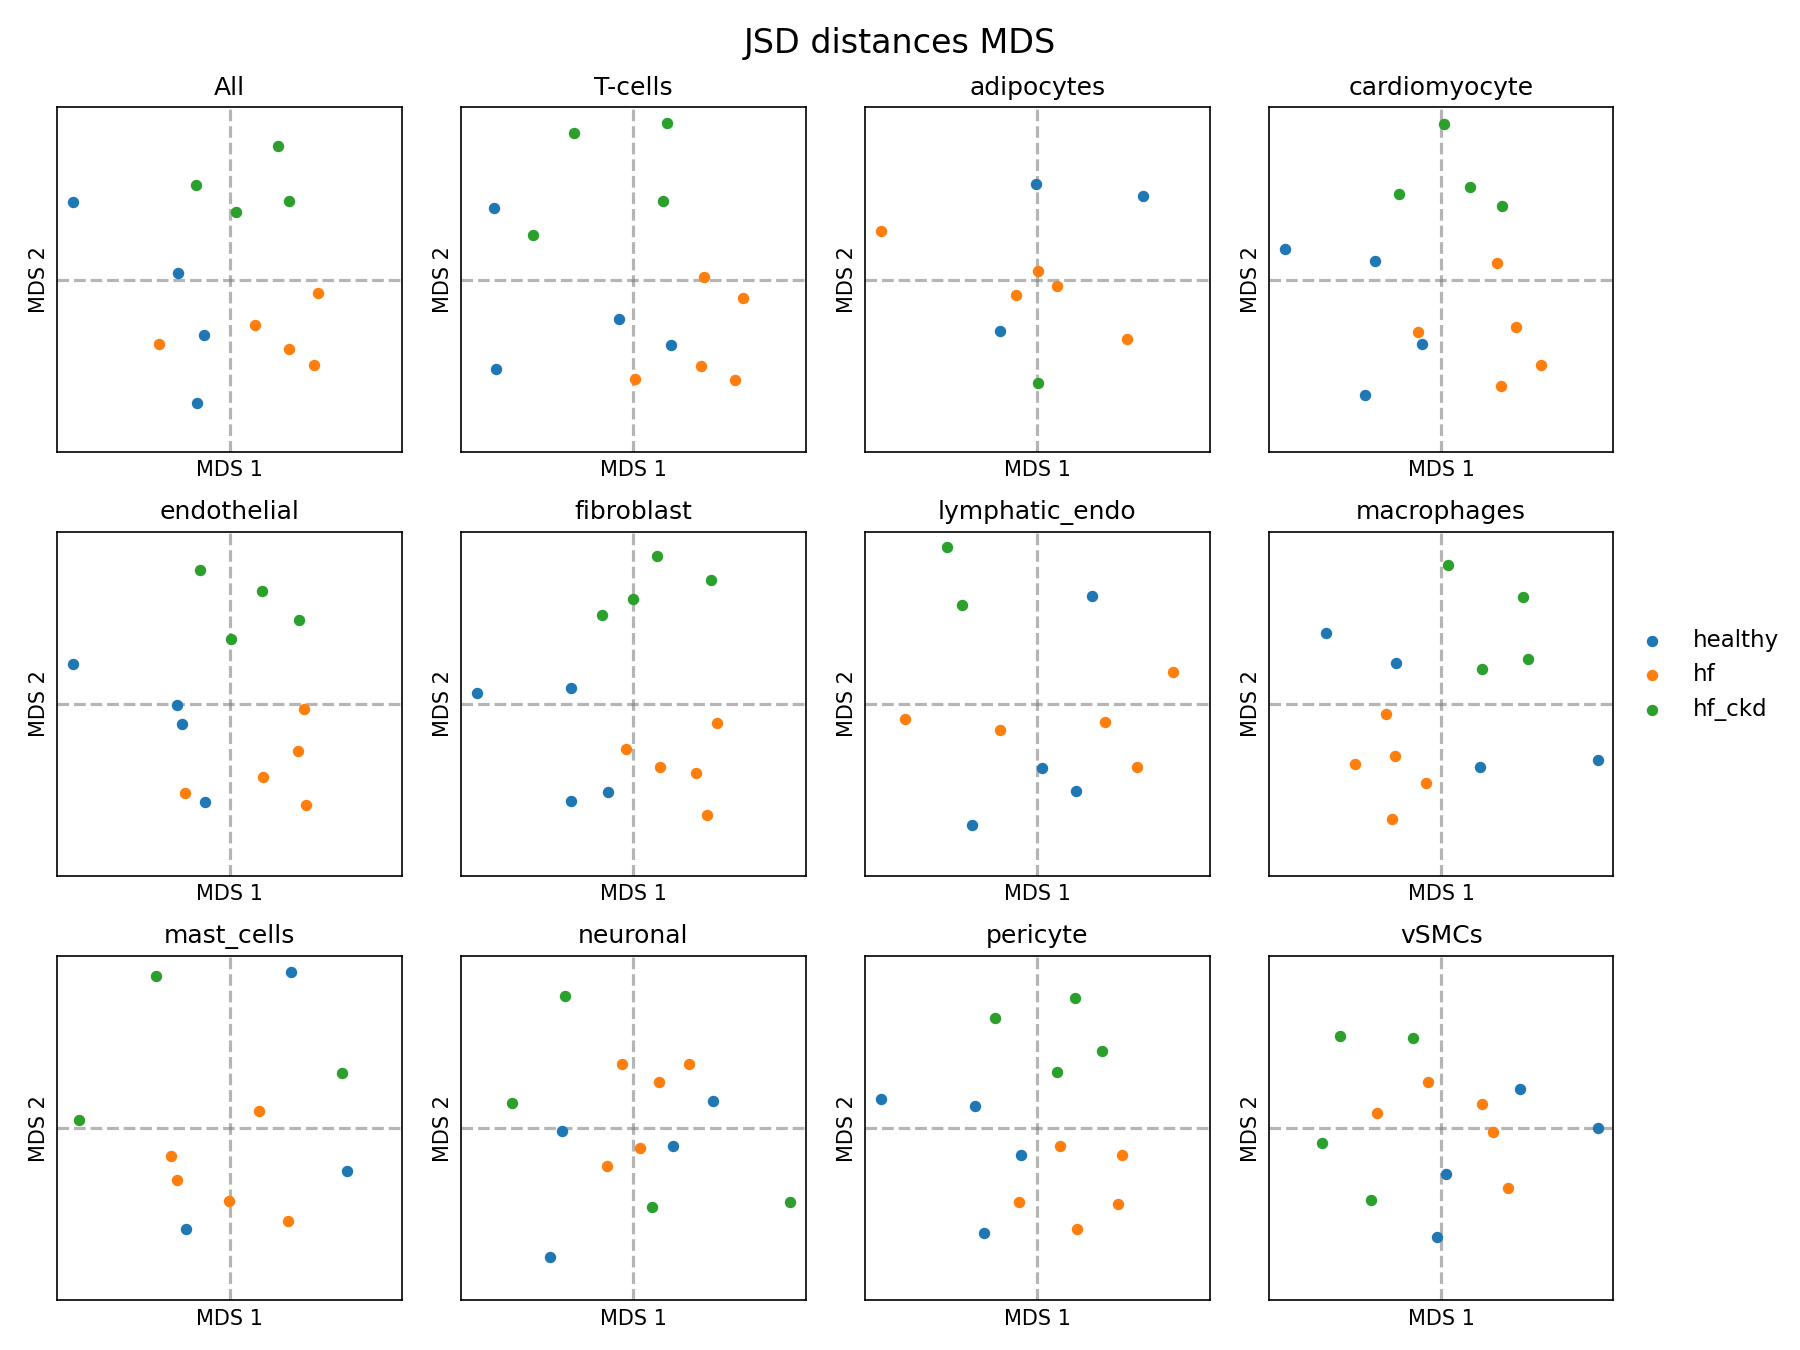 JSD distances MDS
All
T-cells
adipocytes
cardiomyocyte
MDS 2
MDS 2
MDS 2
MDS 2
MDS 1
MDS 1
MDS 1
MDS 1
endothelial
fibroblast
lymphatic_endo
macrophages
MDS 2
MDS 2
MDS 2
MDS 2
healthy
hf
hf_ckd
MDS 1
MDS 1
MDS 1
MDS 1
mast_cells
neuronal
pericyte
vSMCs
MDS 2
MDS 2
MDS 2
MDS 2
MDS 1
MDS 1
MDS 1
MDS 1